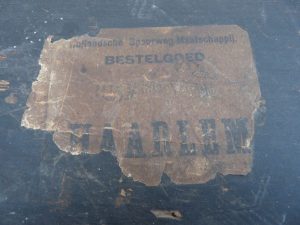 Hollandsche Spoorweg-Maatschappij.
BESTELGOED
HAARLEM